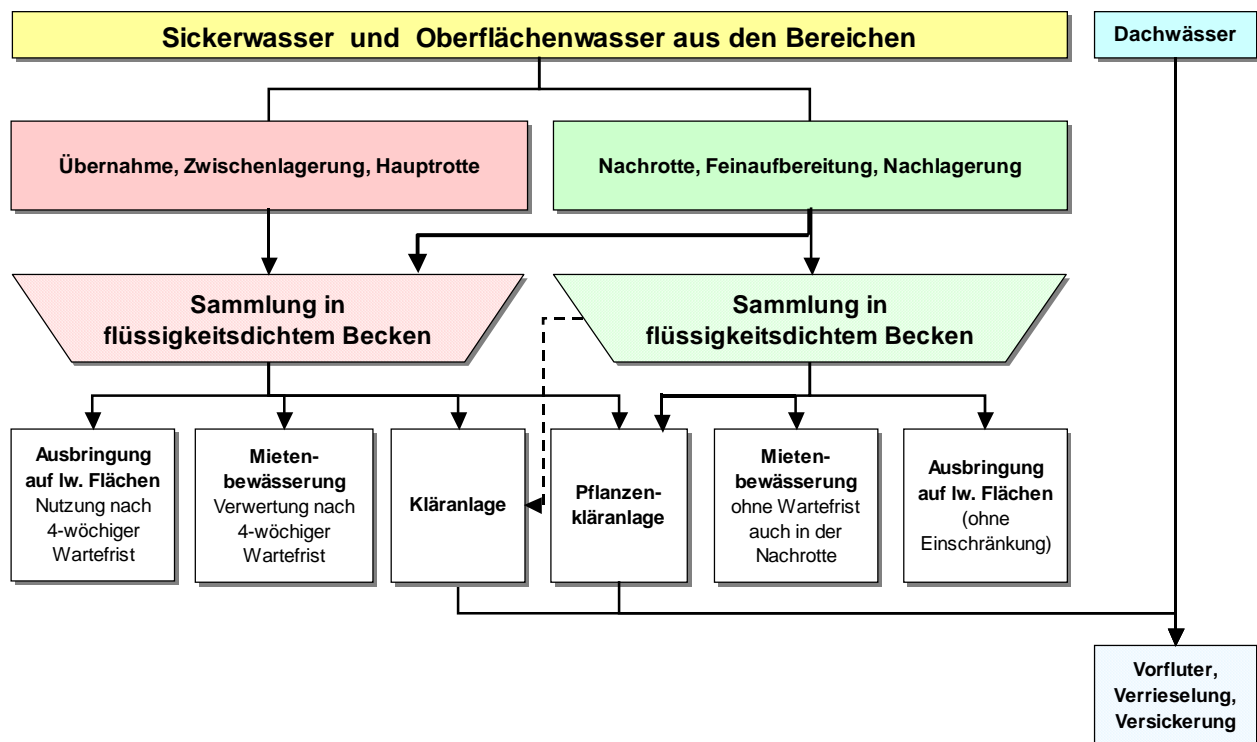 Sickerwasser und Oberflächenwasser aus den Bereichen
Dachwässer
Übernahme, Zwischenlagerung, Hauptrotte
Nachrotte, Feinaufbereitung, Nachlagerung
Sammlung in
flüssigkeitsdichtem Becken
Sammlung in
flüssigkeitsdichtem Becken
Ausbringung
auf lw. Flächen
Nutzung nach
4-wöchiger
Wartefrist
Mieten-
bewässerung
Verwertung nach
4-wöchiger
Wartefrist
Kläranlage
Pflanzen-
kläranlage
Mieten-
bewässerung
ohne Wartefrist
auch in der
Nachrotte
Ausbringung
auf lw. Flächen
(ohne
Einschränkung)
Vorfluter,
Verrieselung,
Versickerung